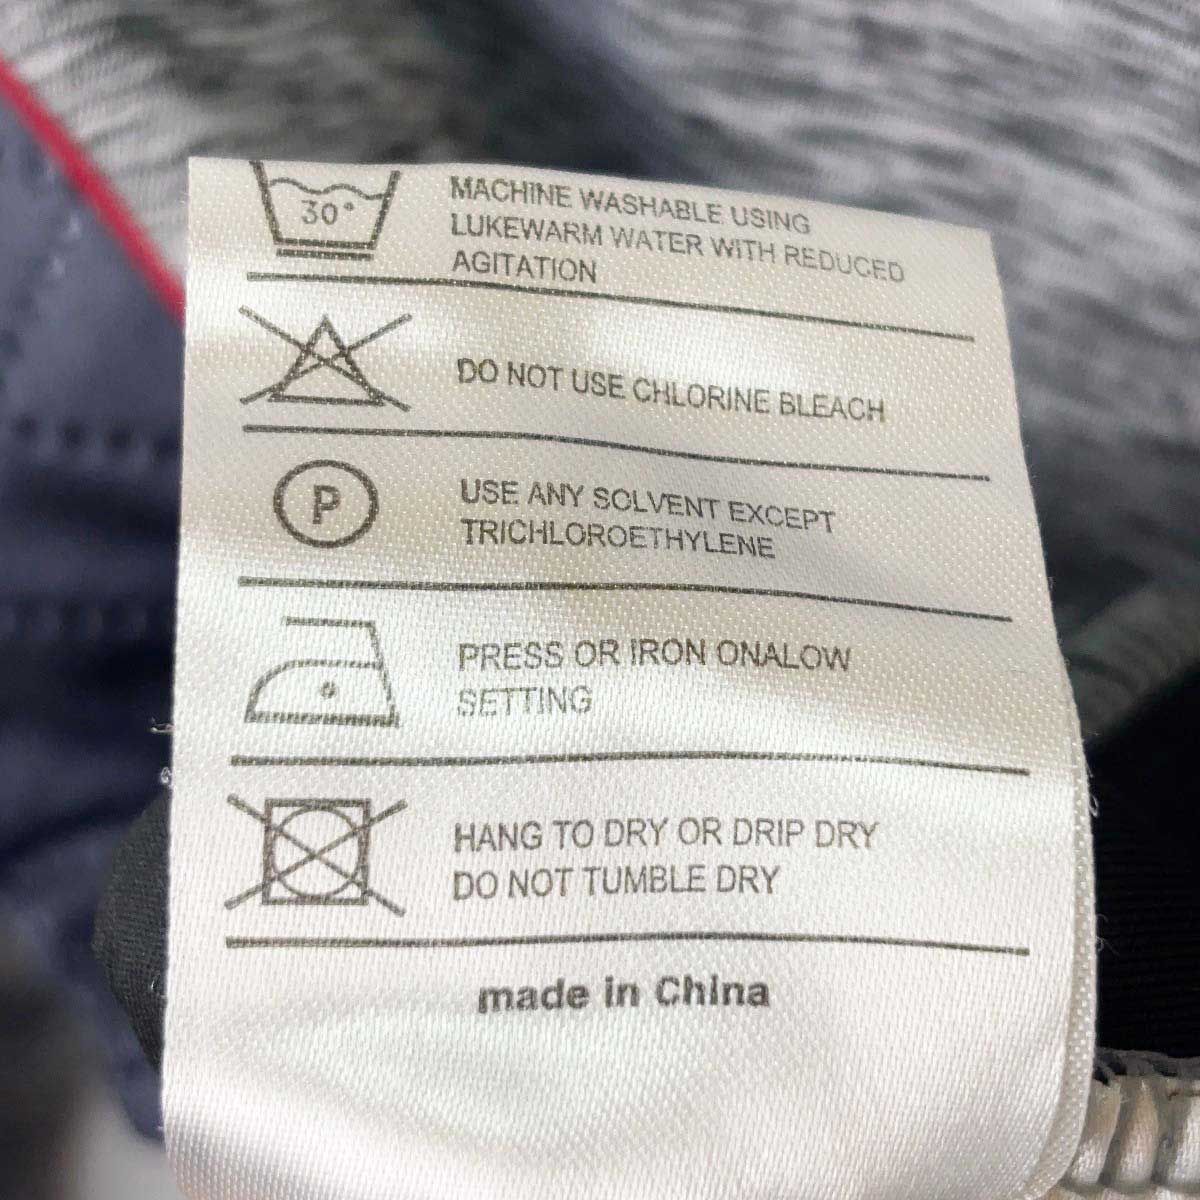 30°
MACHINE WASHABLE USING
LUKEWARM WATER WITH REDUCED
AGITATION
DO NOT USE CHLORINE BLEACH
P
USE ANY SOLVENT EXCEPT
TRICHLOROETHYLENE
PRESS OR IRON ONALOW
SETTING
HANG TO DRY OR DRIP DRY
DO NOT TUMBLE DRY
made in China